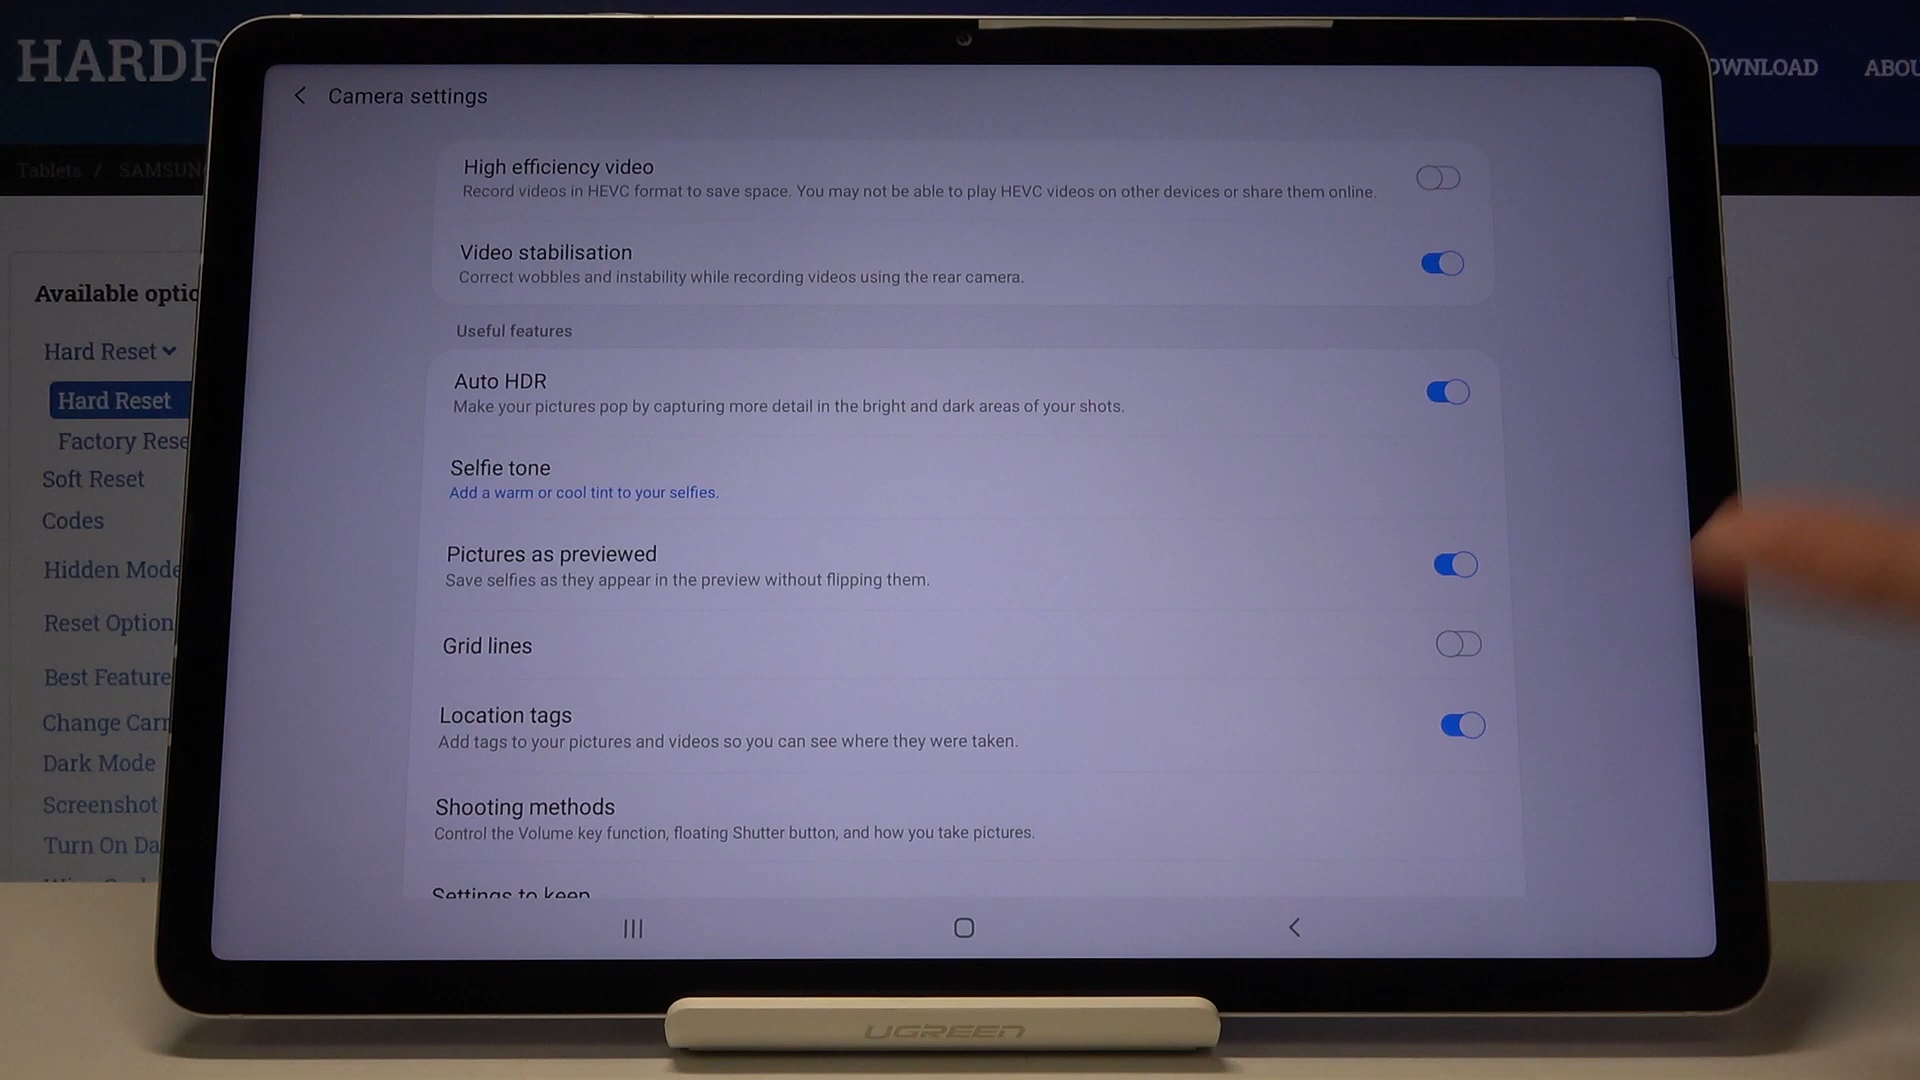 HARDR
DOWNLOAD
ABOU
Tablets / SAMSUN
Available optio
Hard Reset
Hard Reset
Factory Rese
Soft Reset
Codes
Hidden Mode
Reset Option
Best Feature
Change Carr
Dark Mode
Screenshot
Turn On Da
Camera settings
High efficiency video
Record videos in HEVC format to save space. You may not be able to play HEVC videos on other devices or share them online.
Video stabilisation
Correct wobbles and instability while recording videos using the rear camera.
Useful features
Auto HDR
Make your pictures pop by capturing more detail in the bright and dark areas of your shots.
Selfie tone
Add a warm or cool tint to your selfies.
Pictures as previewed
Save selfies as they appear in the preview without flipping them.
Grid lines
Location tags
Add tags to your pictures and videos so you can see where they were taken.
Shooting methods
Control the Volume key function, floating Shutter button, and how you take pictures.
Settings to keep
UGREEN